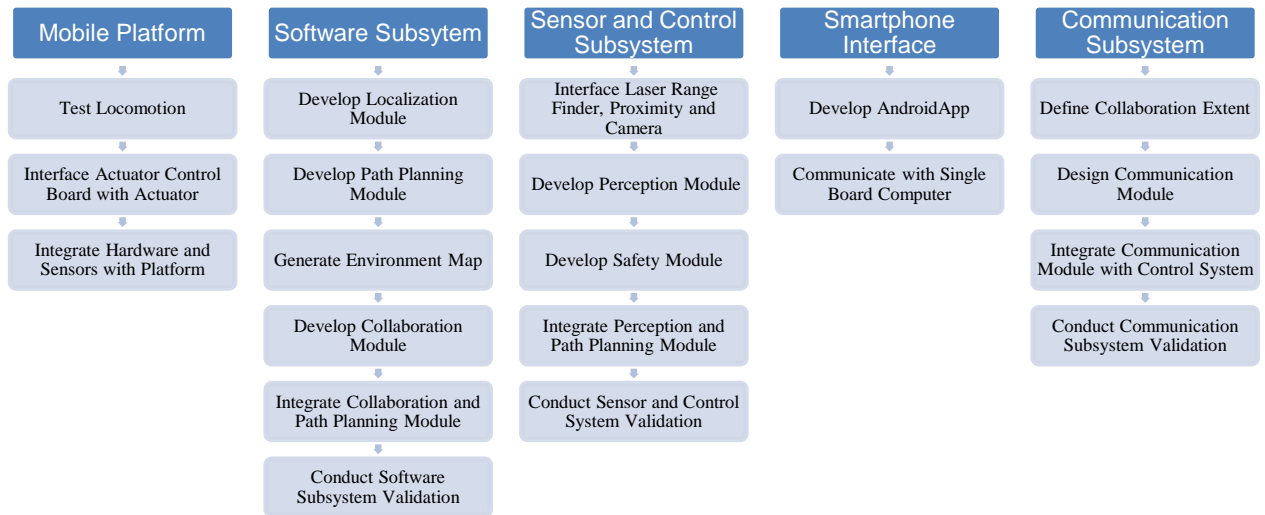 Mobile Platform
Test Locomotion
Interface Actuator Control
Board with Actuator
Integrate Hardware and
Sensors with Platform
Software Subsytem
Develop Localization
Module
Develop Path Planning
Module
Generate Environment Map
Develop Collaboration
Module
Integrate Collaboration and
Path Planning Module
Conduct Software
Subsystem Validation
Sensor and Control
Subsystem
Interface Laser Range
Finder, Proximity and
Camera
Develop Perception Module
Develop Safety Module
Integrate Perception and
Path Planning Module
Conduct Sensor and Control
System Validation
Smartphone
Interface
Develop AndroidApp
Communicate with Single
Board Computer
Communication
Subsystem
Define Collaboration Extent
Design Communication
Module
Integrate Communication
Module with Control System
Conduct Communication
Subsystem Validation